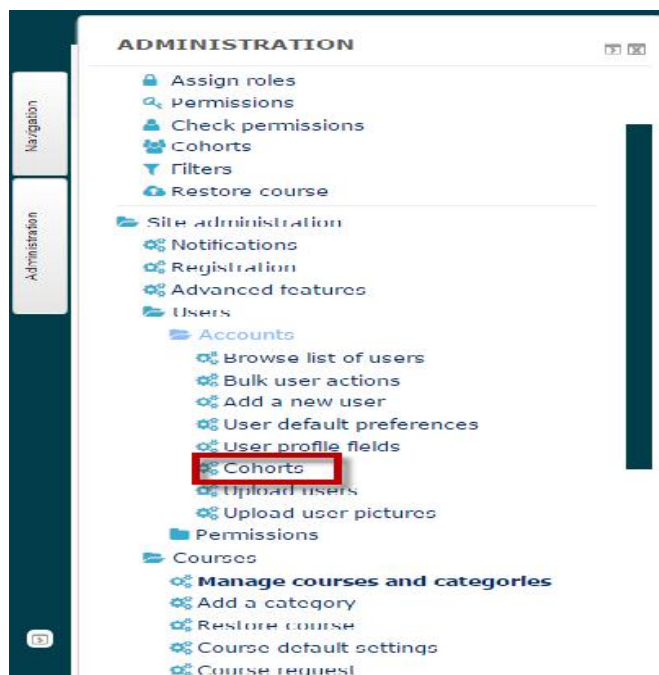 ADMINISTRATION
Assign roles
Permissions
Check permissions
Cohorts
Filters
Restore course
Navigation
Administration
Site administration
Notifications
Registration
Advanced features
Users
Accounts
Browse list of users
Bulk user actions
Add a new user
User default preferences
User profile fields
Cohorts
Upload users
Upload user pictures
Permissions
Courses
Manage courses and categories
Add a category
Restore course
Course default settings
Course request